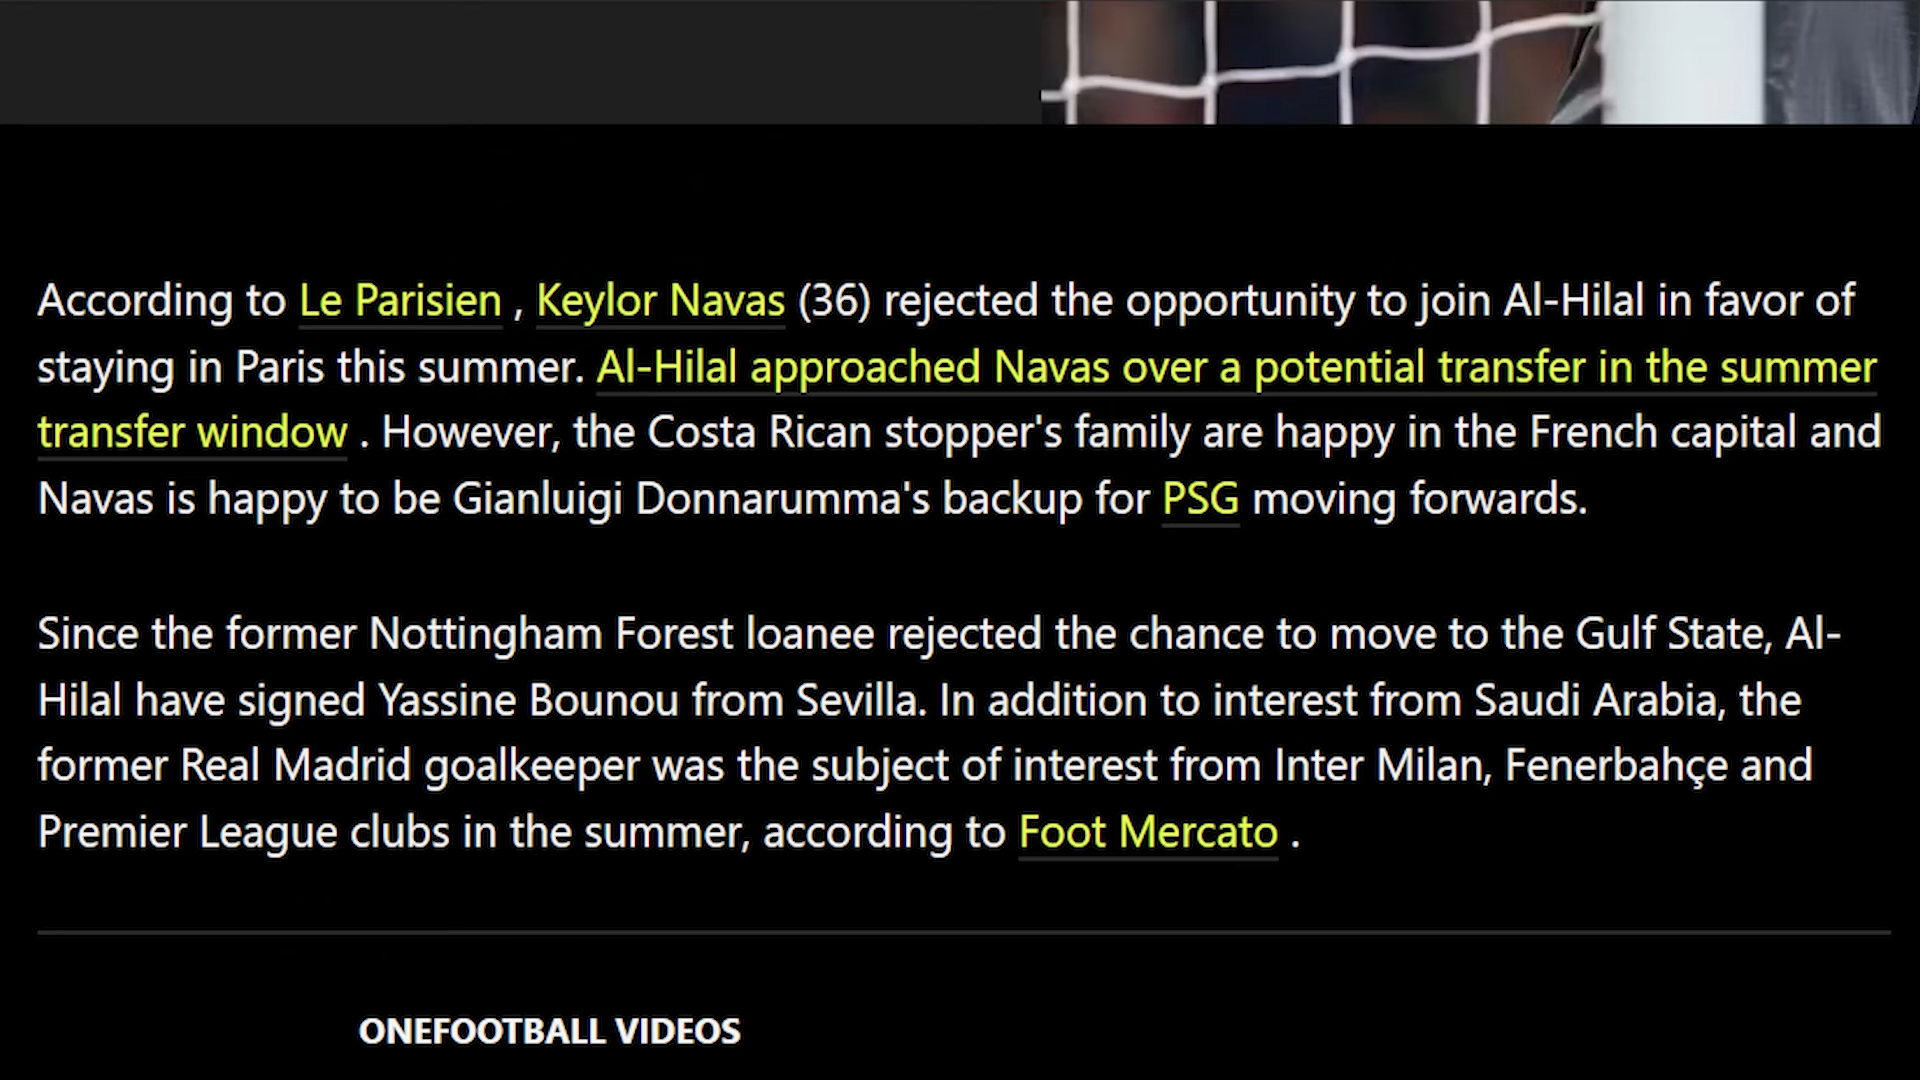 According to Le Parisien , Keylor Navas (36) rejected the opportunity to join Al-Hilal in favor of
staying in Paris this summer. Al-Hilal approached Navas over a potential transfer in the summer
transfer window . However, the Costa Rican stopper's family are happy in the French capital and
Navas is happy to be Gianluigi Donnarumma's backup for PSG moving forwards.
Since the former Nottingham Forest loanee rejected the chance to move to the Gulf State, Al-
Hilal have signed Yassine Bounou from Sevilla. In addition to interest from Saudi Arabia, the
former Real Madrid goalkeeper was the subject of interest from Inter Milan, Fenerbahçe and
Premier League clubs in the summer, according to Foot Mercato .
ONEFOOTBALL VIDEOS